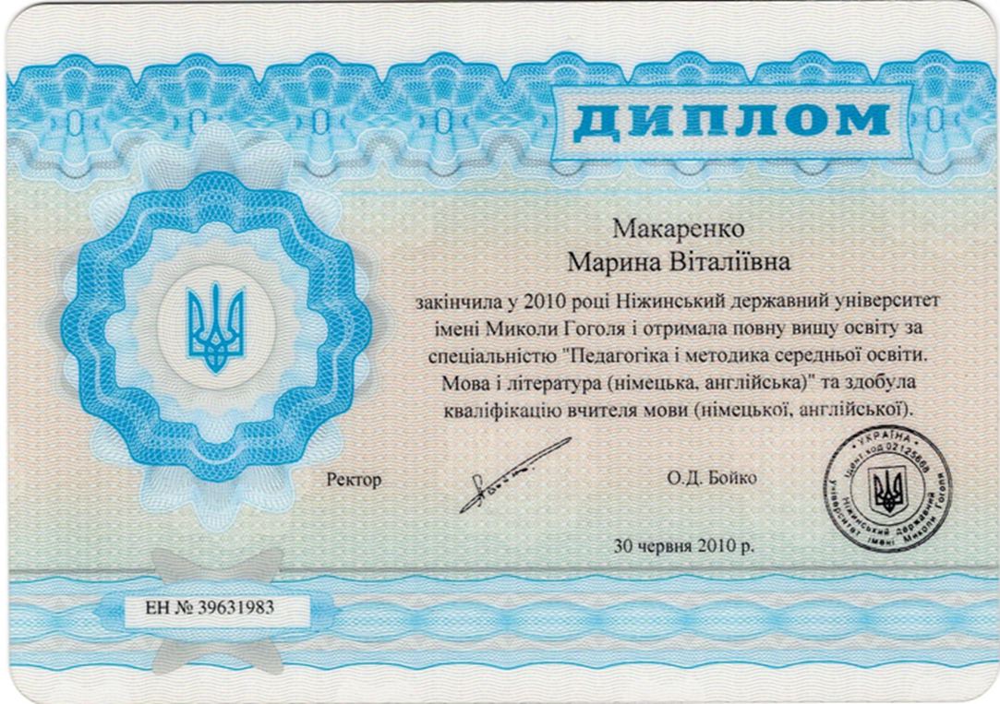 ДИПЛОМ
Макаренко
Марина Віталіївна
закінчила у 2010 році Ніжинський державний університет
імені Миколи Гоголя і отримала повну вищу освіту за
спеціальністю "Педагогіка і методика середньої освіти.
Мова і література (німецька, англійська)" та здобула
кваліфікацію вчителя мови (німецької, англійської).
Ректор
О.Д. Бойко
УКРАЇНА
Ідент. код 02125668
Ніжинський державний
університет імені Миколи Гоголя
30 червня 2010 р.
ЕН № 39631983